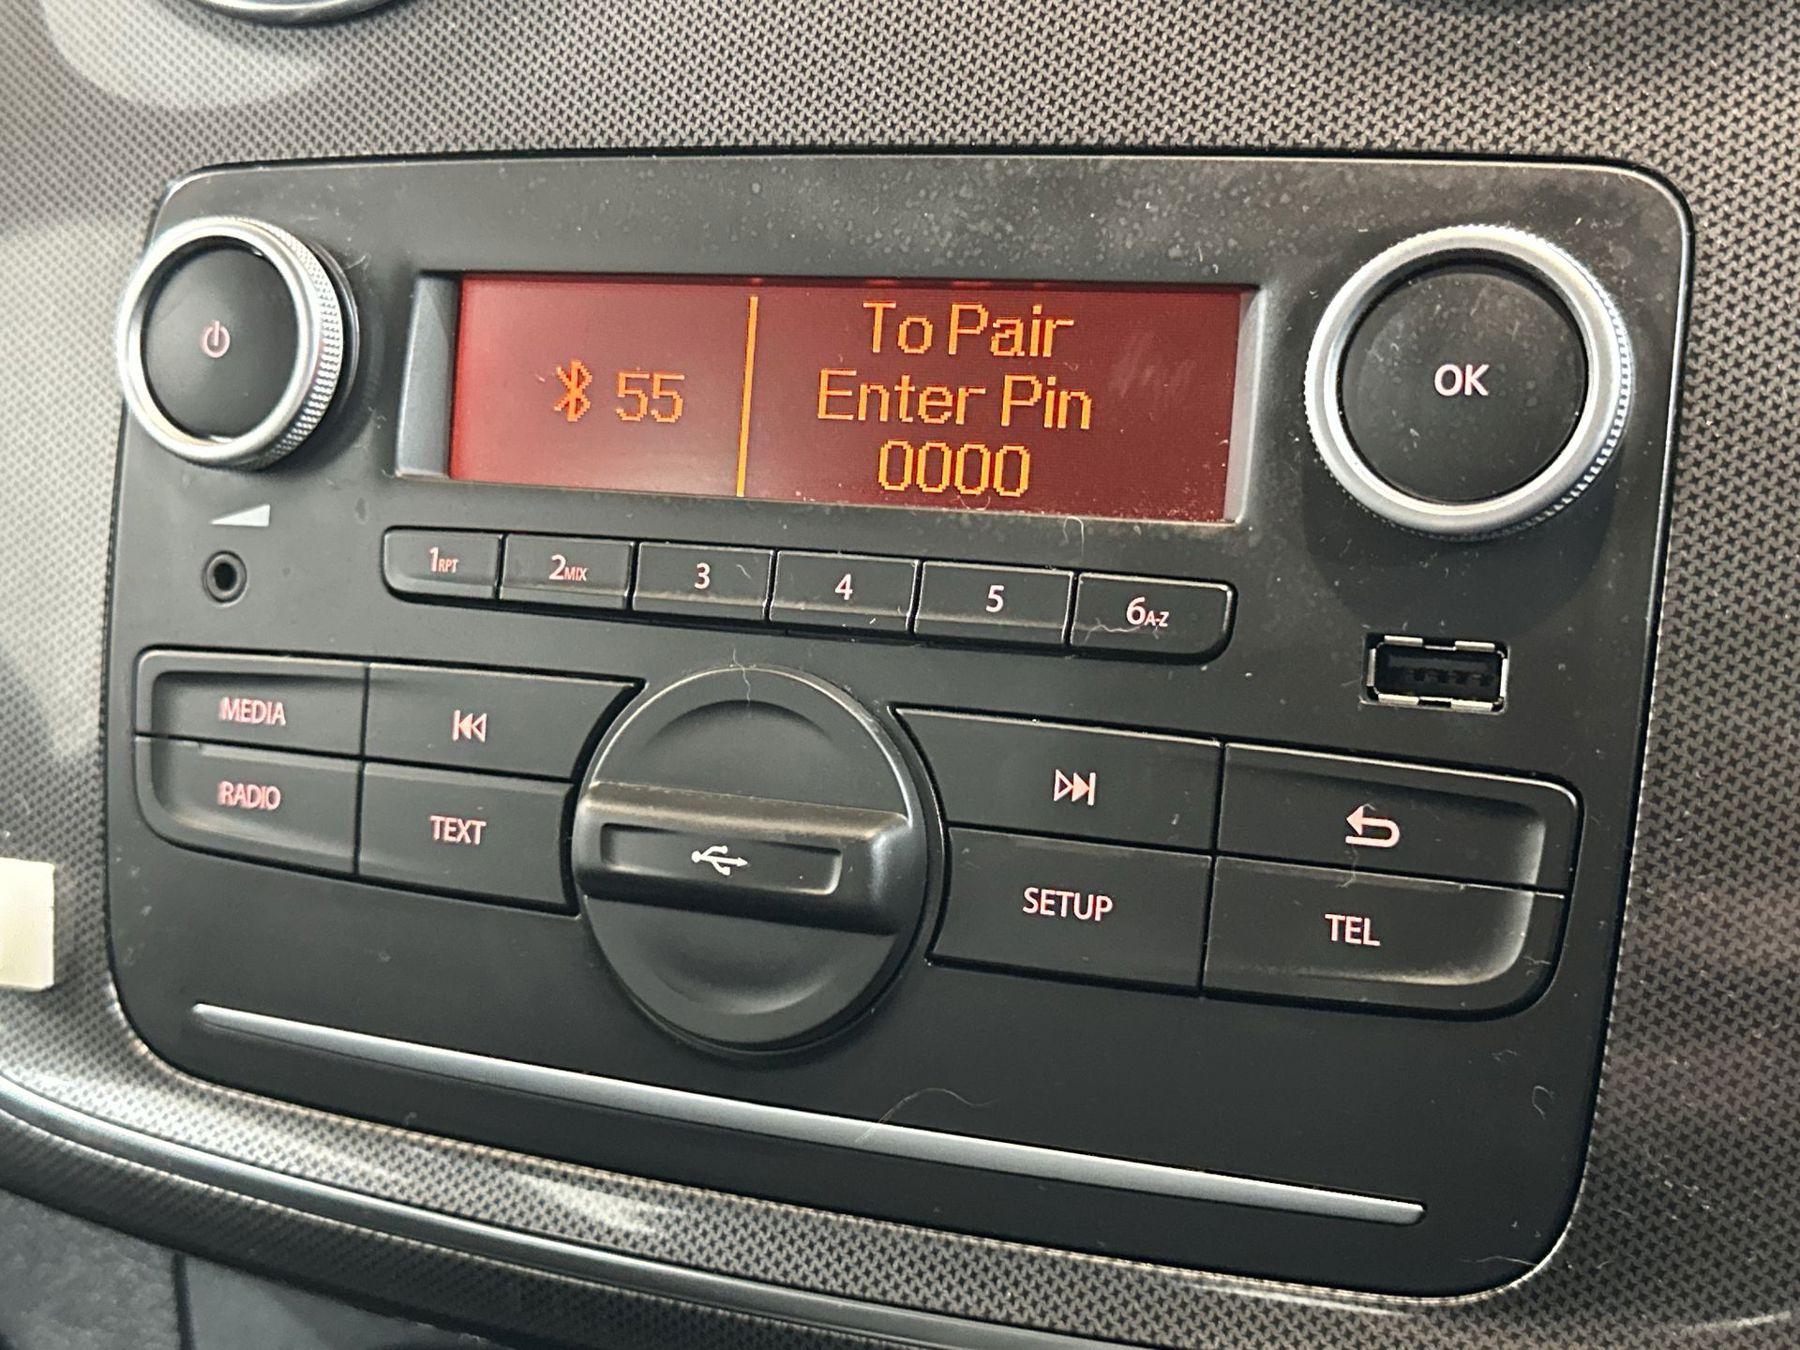 To Pair
55
Enter Pin
0000
OK
1RPT
2MIX
3
4
5
6A-Z
MEDIA
RADIO
TEXT
SETUP
TEL